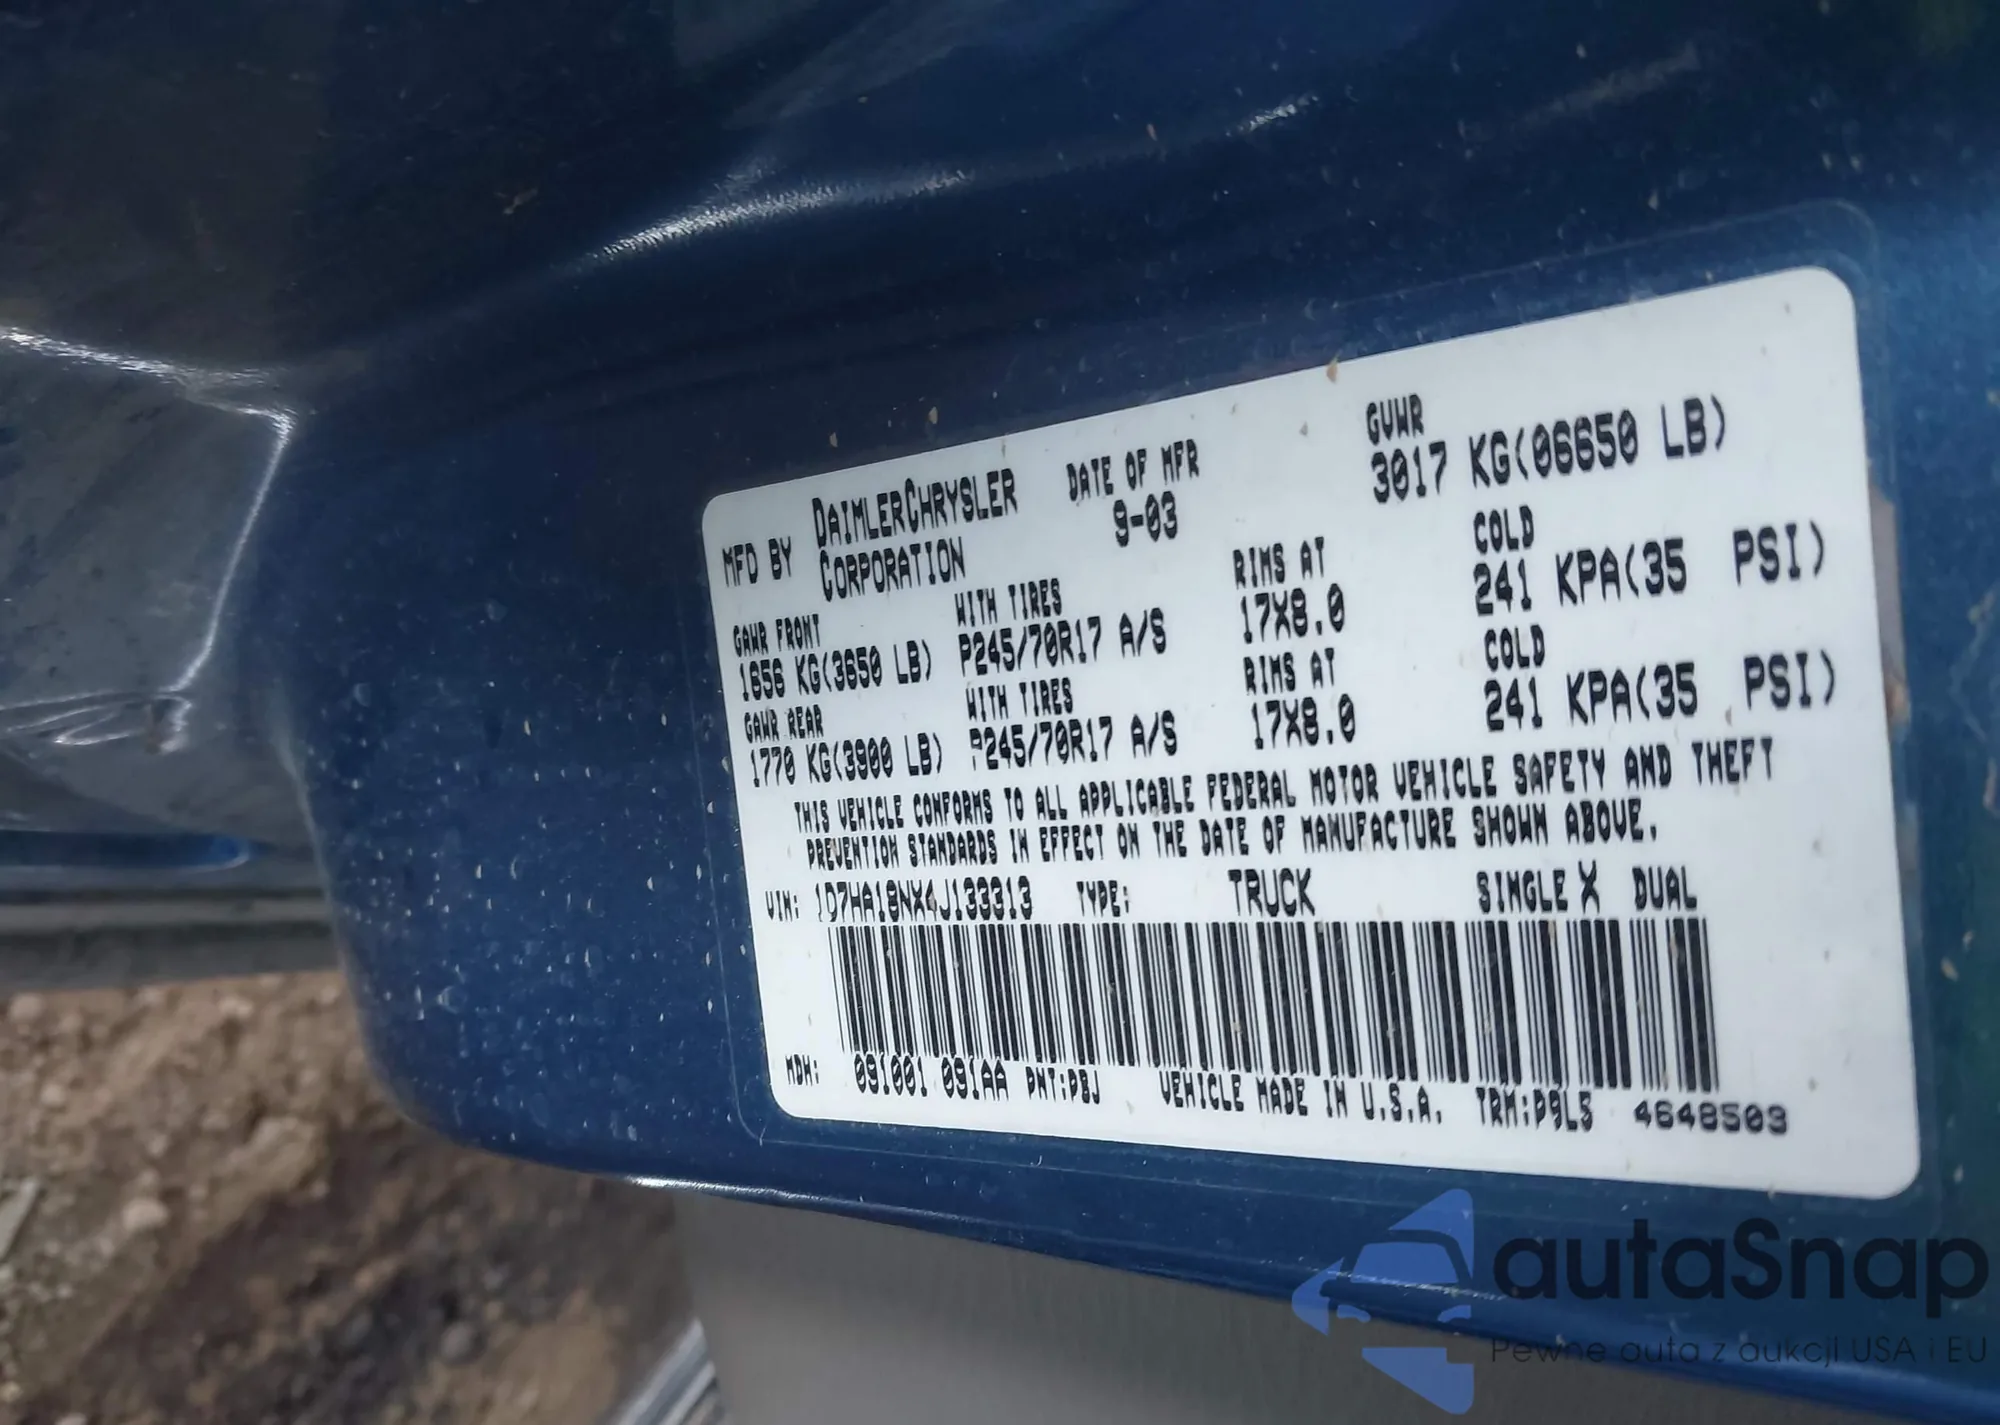 MFD BY DAIMLERCHRYSLER CORPORATION DATE OF MFR 9-03 GVWR 3017 KG(06650 LB)
GAWR FRONT WITH TIRES RIMS AT COLD
1656 KG(3650 LB) P245/70R17 A/S 17X8.0 241 KPA(35 PSI)
GAWR REAR WITH TIRES RIMS AT COLD
1770 KG(3900 LB) P245/70R17 A/S 17X8.0 241 KPA(35 PSI)
THIS VEHICLE CONFORMS TO ALL APPLICABLE FEDERAL MOTOR VEHICLE SAFETY AND THEFT
PREVENTION STANDARDS IN EFFECT ON THE DATE OF MANUFACTURE SHOWN ABOVE.
VIN: 1D7HA18NX4J133313 TYPE: TRUCK SINGLE X DUAL
MDH: 091001 091AA PNT:PBJ VEHICLE MADE IN U.S.A. TRM:P9L5 4648503
autaSnap
Pewne auta z aukcji USA i EU